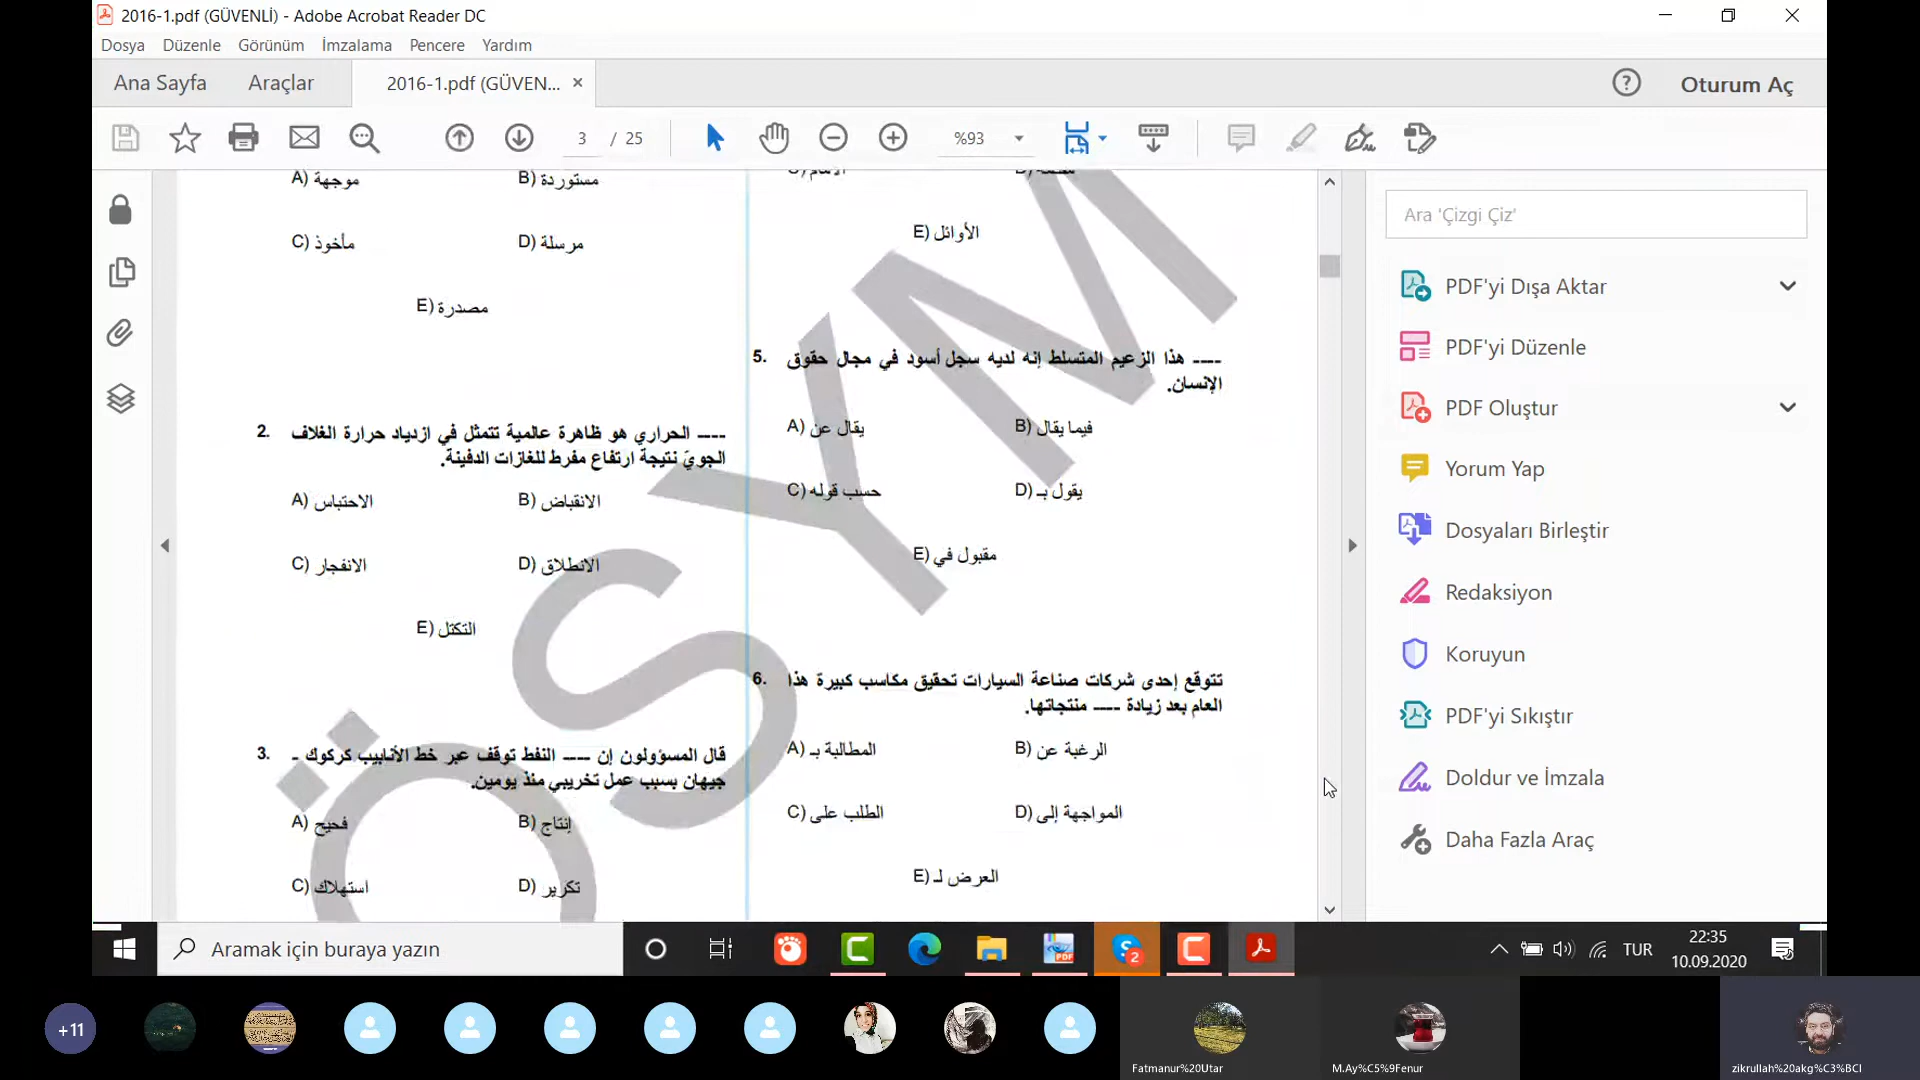 2016-1.pdf (GÜVENLİ) - Adobe Acrobat Reader DC
Dosya Düzenle Görünüm İmzalama Pencere Yardım
Ana Sayfa Araçlar 2016-1.pdf (GÜVEN... × Oturum Aç
3 / 25 %93
A) موجهة B) مستوردة
C) مأخوذ D) مرسلة
E) مصدرة
2. ---- الحراري هو ظاهرة عالمية تتمثل في ازدياد حرارة الغلاف
الجويّ نتيجة ارتفاع مفرط للغازات الدفينة.
A) الاحتباس B) الانقباض
C) الانفجار D) الانطلاق
E) التكتل
3. قال المسؤولون إن ---- النفط توقف عبر خط الأنابيب كركوك -
جيهان بسبب عمل تخريبي منذ يومين.
A) فحيح B) إنتاج
C) استهلاك D) تكرير
E) الأوائل
5. ---- هذا الزعيم المتسلط إنه لديه سجل أسود في مجال حقوق
الإنسان.
A) يقال عن B) فيما يقال
C) حسب قوله D) يقول بـ
E) مقبول في
6. تتوقع إحدى شركات صناعة السيارات تحقيق مكاسب كبيرة هذا
العام بعد زيادة ---- منتجاتها.
A) المطالبة بـ B) الرغبة عن
C) الطلب على D) المواجهة إلى
E) العرض لـ
ÖSYM
Ara 'Çizgi Çiz'
PDF'yi Dışa Aktar
PDF'yi Düzenle
PDF Oluştur
Yorum Yap
Dosyaları Birleştir
Redaksiyon
Koruyun
PDF'yi Sıkıştır
Doldur ve İmzala
Daha Fazla Araç
Aramak için buraya yazın
2
TUR
22:35
10.09.2020
+11
Fatmanur%20Utar
M.Ay%C5%9Fenur
zikrullah%20akg%C3%BCl